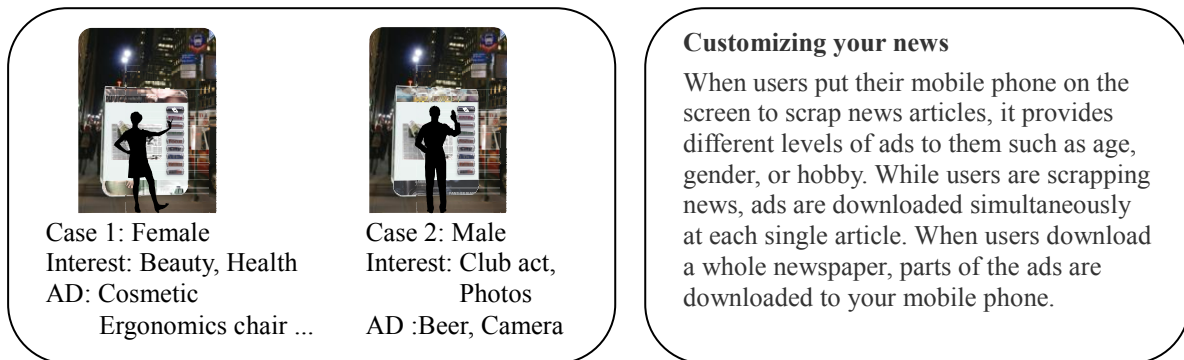 Case 1: Female
Interest: Beauty, Health
AD: Cosmetic
Ergonomics chair ...
Case 2: Male
Interest: Club act,
Photos
AD :Beer, Camera
Customizing your news
When users put their mobile phone on the
screen to scrap news articles, it provides
different levels of ads to them such as age,
gender, or hobby. While users are scrapping
news, ads are downloaded simultaneously
at each single article. When users download
a whole newspaper, parts of the ads are
downloaded to your mobile phone.